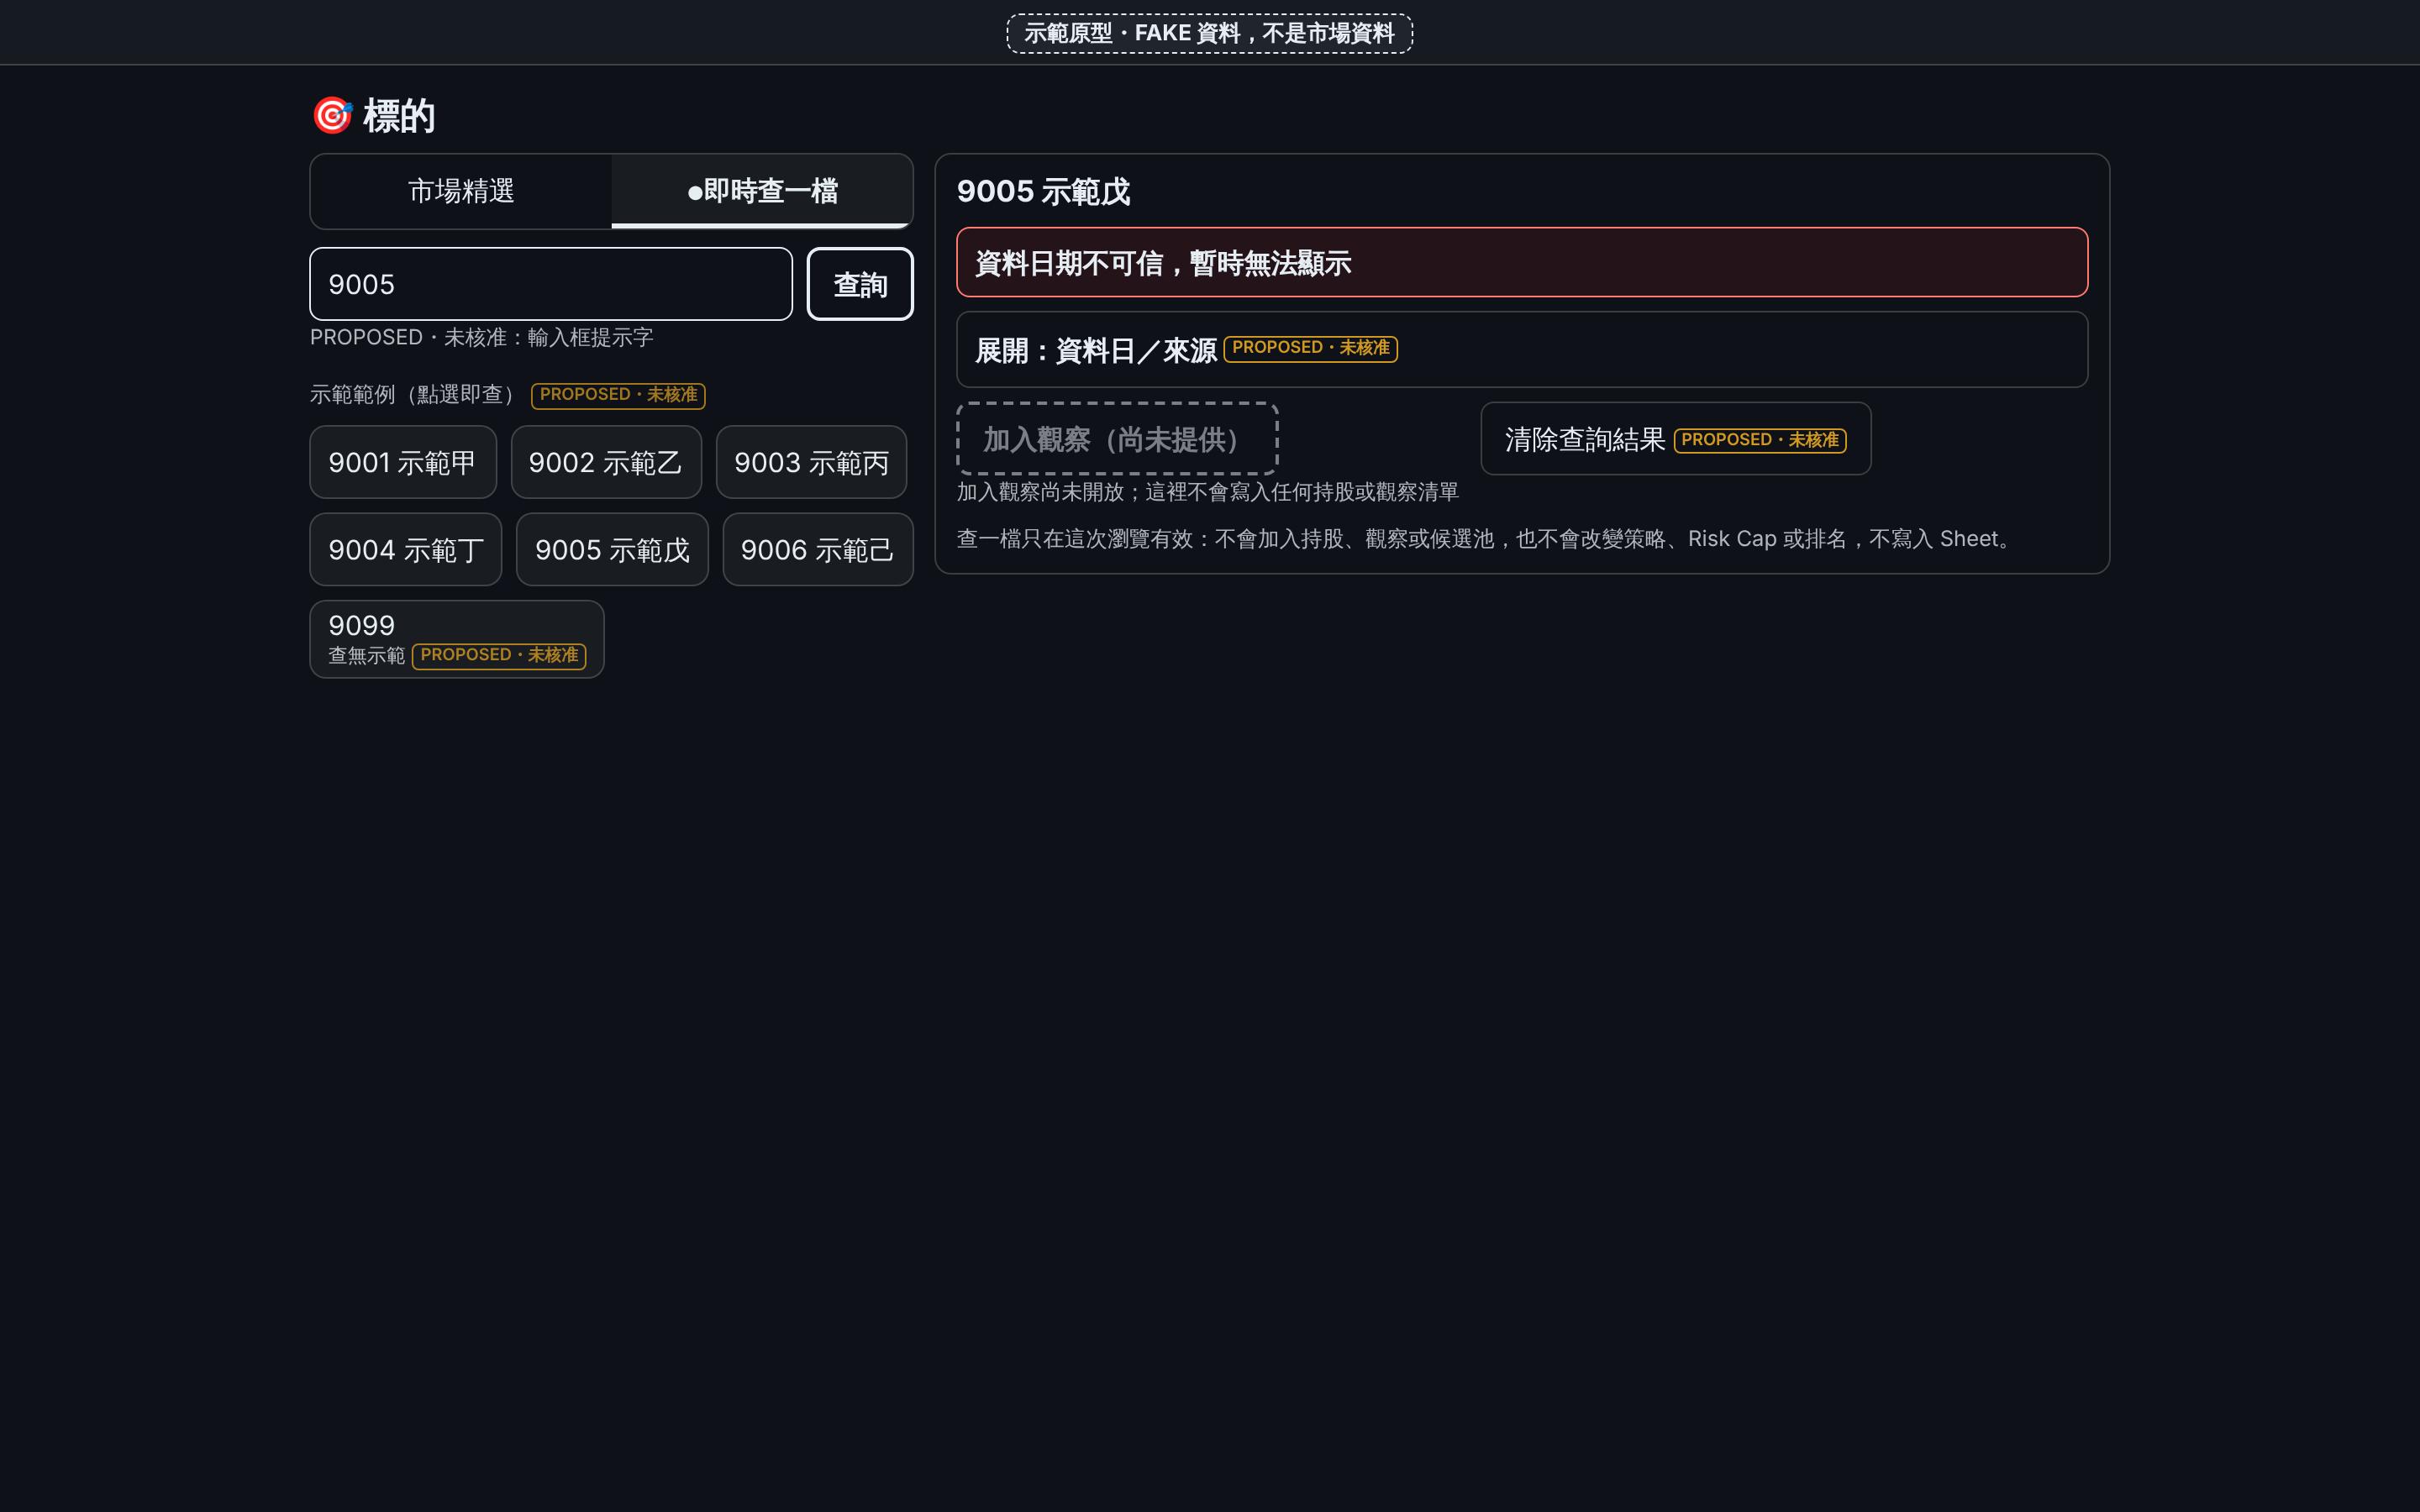 示範原型・FAKE 資料，不是市場資料
🎯 標的
市場精選
●即時查一檔
9005
查詢
PROPOSED・未核准：輸入框提示字
示範範例（點選即查） PROPOSED・未核准
9001 示範甲
9002 示範乙
9003 示範丙
9004 示範丁
9005 示範戊
9006 示範己
9099
查無示範 PROPOSED・未核准
9005 示範戊
資料日期不可信，暫時無法顯示
展開：資料日／來源 PROPOSED・未核准
加入觀察（尚未提供）
清除查詢結果 PROPOSED・未核准
加入觀察尚未開放；這裡不會寫入任何持股或觀察清單
查一檔只在這次瀏覽有效：不會加入持股、觀察或候選池，也不會改變策略、Risk Cap 或排名，不寫入 Sheet。